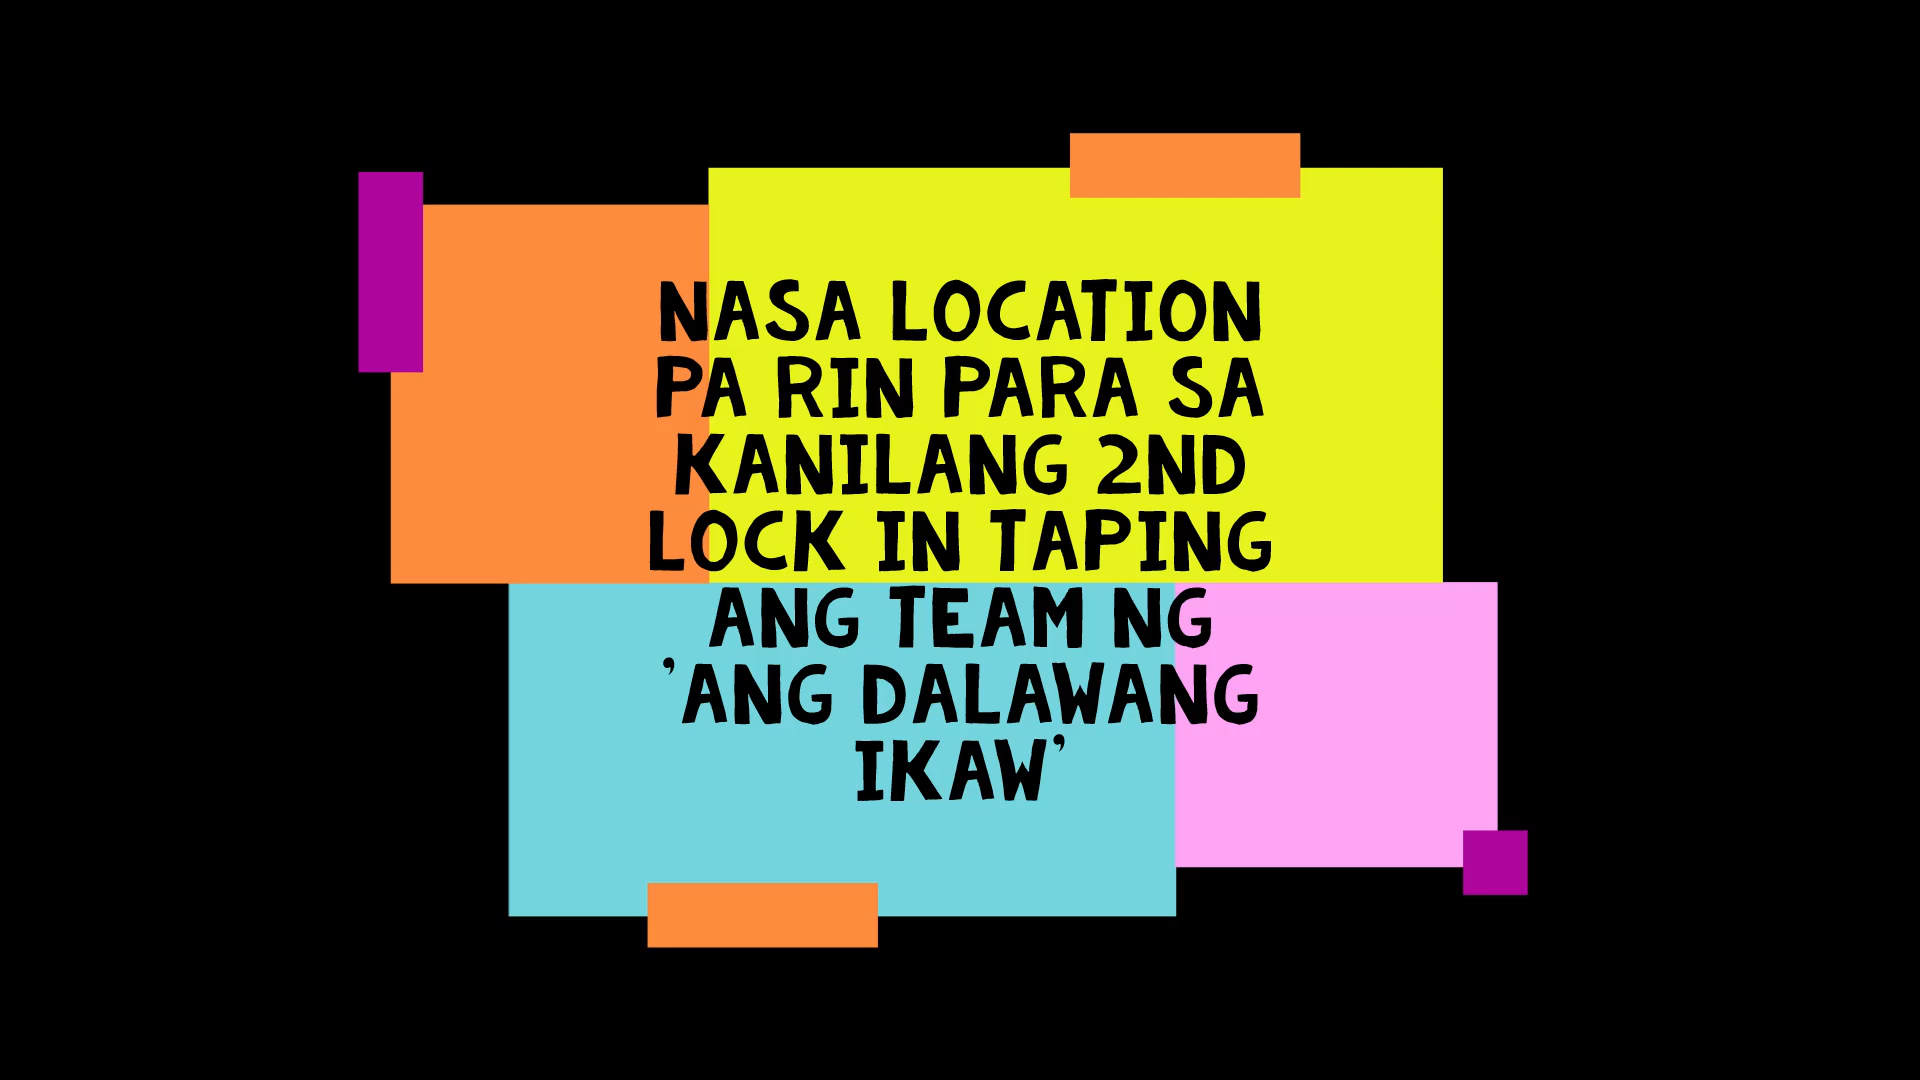 NASA LOCATION
PA RIN PARA SA
KANILANG 2ND
LOCK IN TAPING
ANG TEAM NG
’ANG DALAWANG
IKAW’